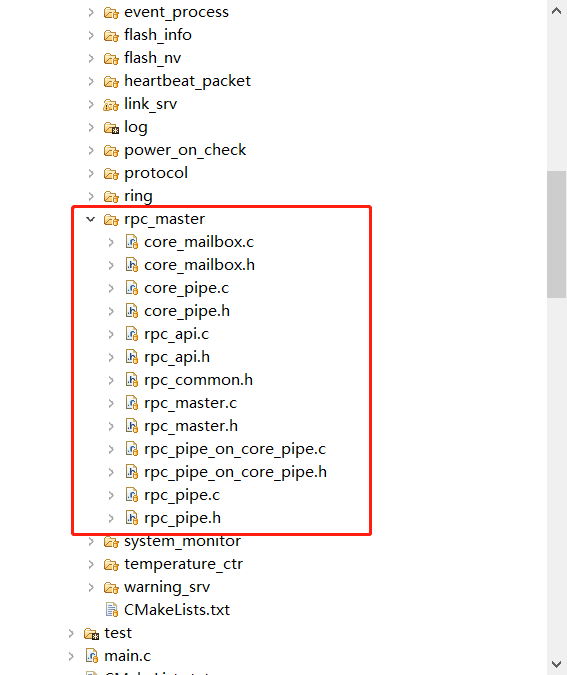 event_process
flash_info
flash_nv
heartbeat_packet
link_srv
log
power_on_check
protocol
ring
rpc_master
core_mailbox.c
core_mailbox.h
core_pipe.c
core_pipe.h
rpc_api.c
rpc_api.h
rpc_common.h
rpc_master.c
rpc_master.h
rpc_pipe_on_core_pipe.c
rpc_pipe_on_core_pipe.h
rpc_pipe.c
rpc_pipe.h
system_monitor
temperature_ctr
warning_srv
CMakeLists.txt
test
main.c